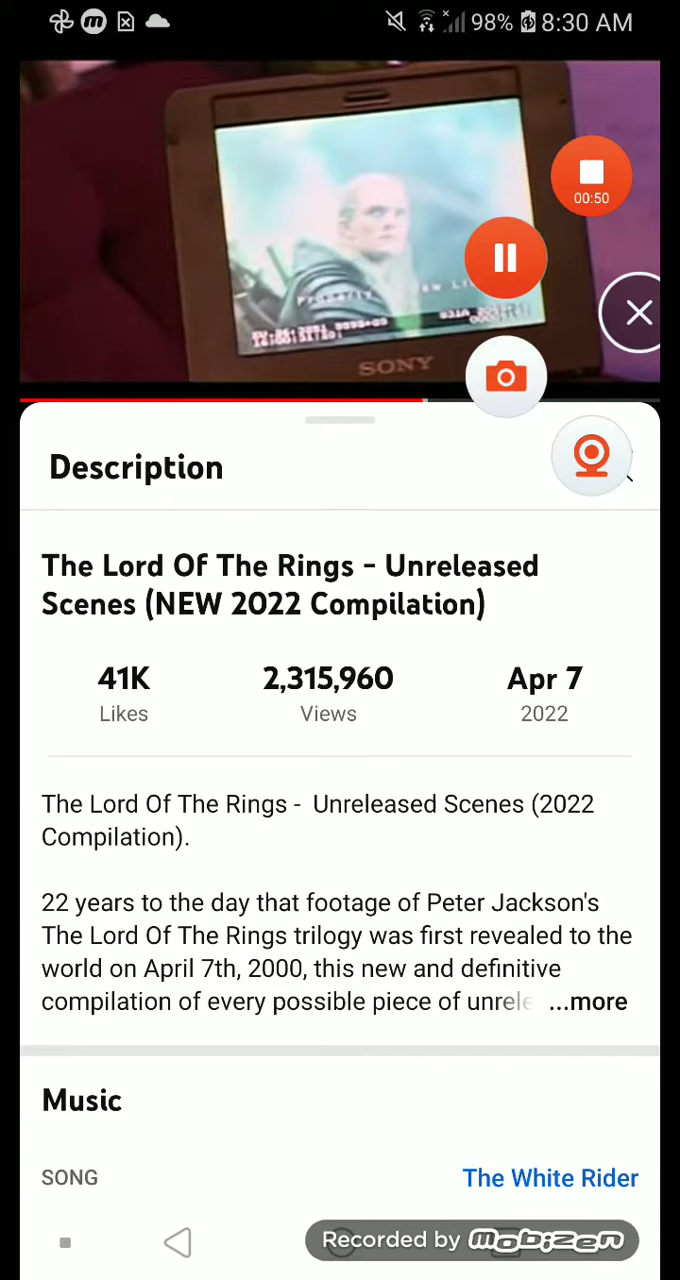 98% 8:30 AM
00:50
SONY
Description
The Lord Of The Rings - Unreleased
Scenes (NEW 2022 Compilation)
41K 2,315,960 Apr 7
Likes Views 2022
The Lord Of The Rings - Unreleased Scenes (2022
Compilation).
22 years to the day that footage of Peter Jackson's
The Lord Of The Rings trilogy was first revealed to the
world on April 7th, 2000, this new and definitive
compilation of every possible piece of unrele ...more
Music
SONG The White Rider
Recorded by mobizen